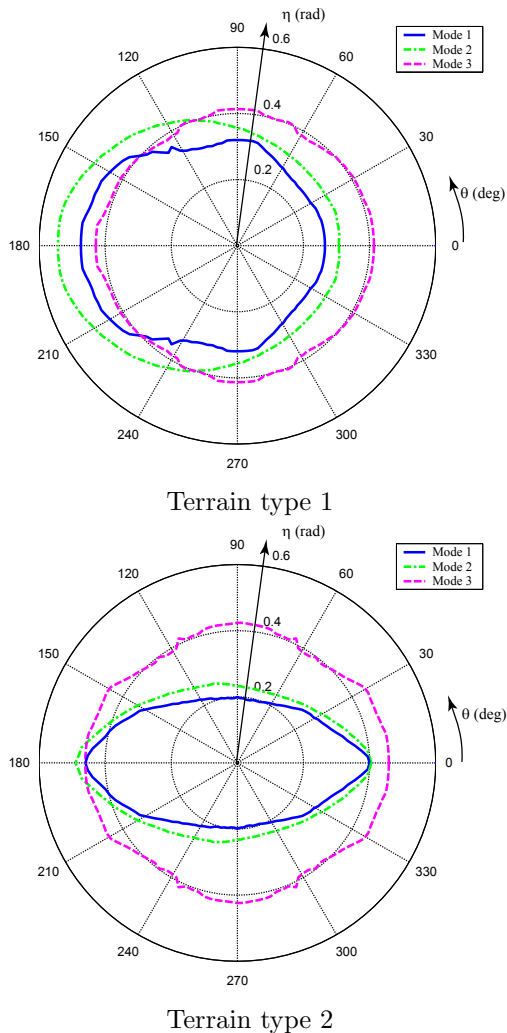 90
η (rad)
0.6
Mode 1
Mode 2
Mode 3
120
60
0.4
150
30
0.2
θ (deg)
180
0
210
330
240
300
270
Terrain type 1
90
η (rad)
0.6
Mode 1
Mode 2
Mode 3
120
60
0.4
150
30
0.2
θ (deg)
180
0
210
330
240
300
270
Terrain type 2